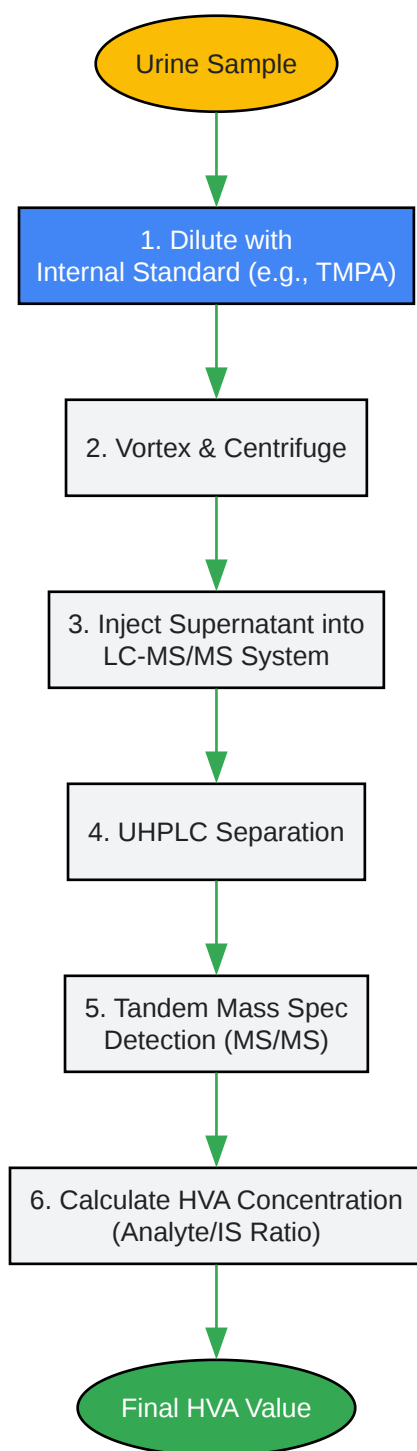 Urine Sample
1. Dilute with
Internal Standard (e.g., TMPA)
2. Vortex & Centrifuge
3. Inject Supernatant into
LC-MS/MS System
4. UHPLC Separation
5. Tandem Mass Spec
Detection (MS/MS)
6. Calculate HVA Concentration
(Analyte/IS Ratio)
Final HVA Value